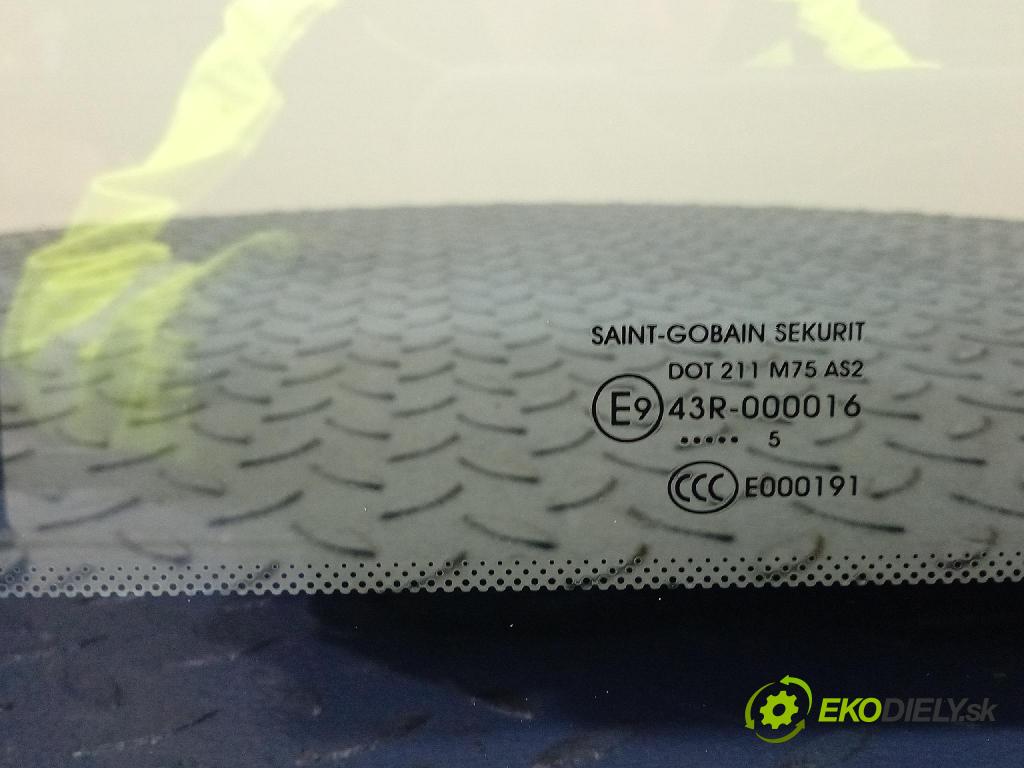 SAINT-GOBAIN SEKURIT
DOT 211 M75 AS2
E9 43R-000016
..... 5
CCC E000191
EKODIELY.sk